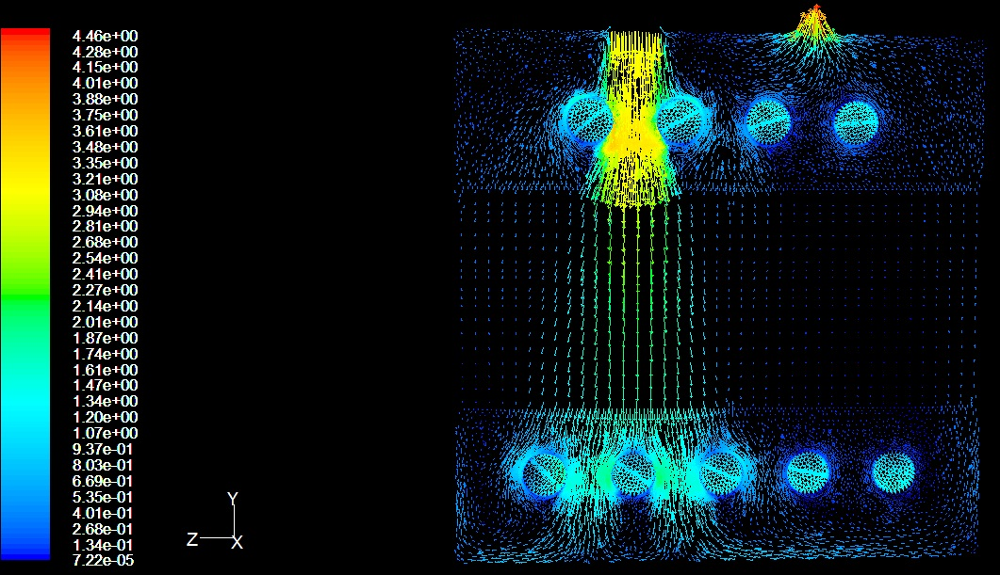 4.46e+00
4.28e+00
4.15e+00
4.01e+00
3.88e+00
3.75e+00
3.61e+00
3.48e+00
3.35e+00
3.21e+00
3.08e+00
2.94e+00
2.81e+00
2.68e+00
2.54e+00
2.41e+00
2.27e+00
2.14e+00
2.01e+00
1.87e+00
1.74e+00
1.61e+00
1.47e+00
1.34e+00
1.20e+00
1.07e+00
9.37e-01
8.03e-01
6.69e-01
5.35e-01
4.01e-01
2.68e-01
1.34e-01
7.22e-05
Y
Z
X